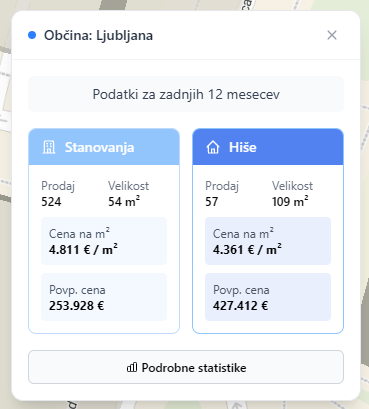 Občina: Ljubljana
Podatki za zadnjih 12 mesecev
Stanovanja
Prodaj Velikost
524 54 m²
Cena na m²
4.811 € / m²
Povp. cena
253.928 €
Hiše
Prodaj Velikost
57 109 m²
Cena na m²
4.361 € / m²
Povp. cena
427.412 €
Podrobne statistike